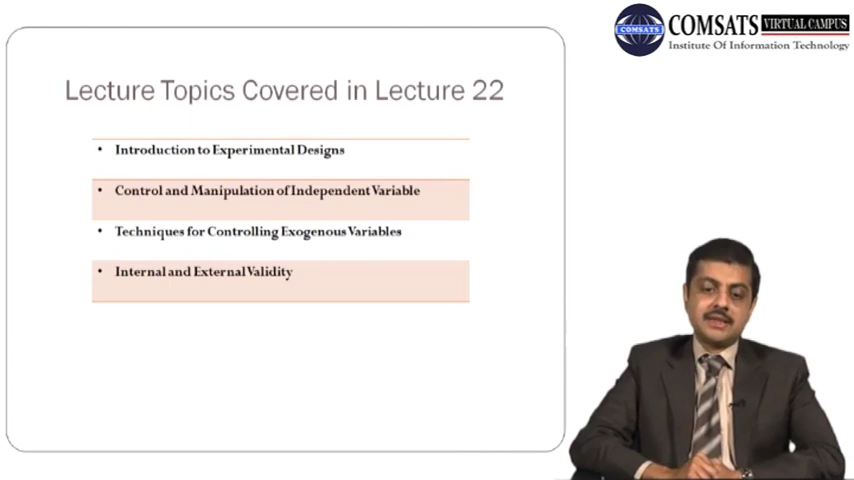 COMSATS
COMSATS VIRTUAL CAMPUS
Institute Of Information Technology
Lecture Topics Covered in Lecture 22
• Introduction to Experimental Designs
• Control and Manipulation of Independent Variable
• Techniques for Controlling Exogenous Variables
• Internal and External Validity